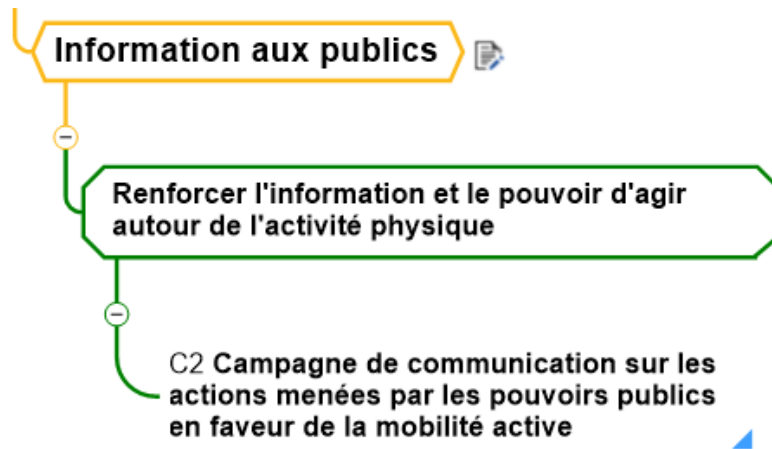 Information aux publics
Renforcer l'information et le pouvoir d'agir
autour de l'activité physique
C2 Campagne de communication sur les
actions menées par les pouvoirs publics
en faveur de la mobilité active